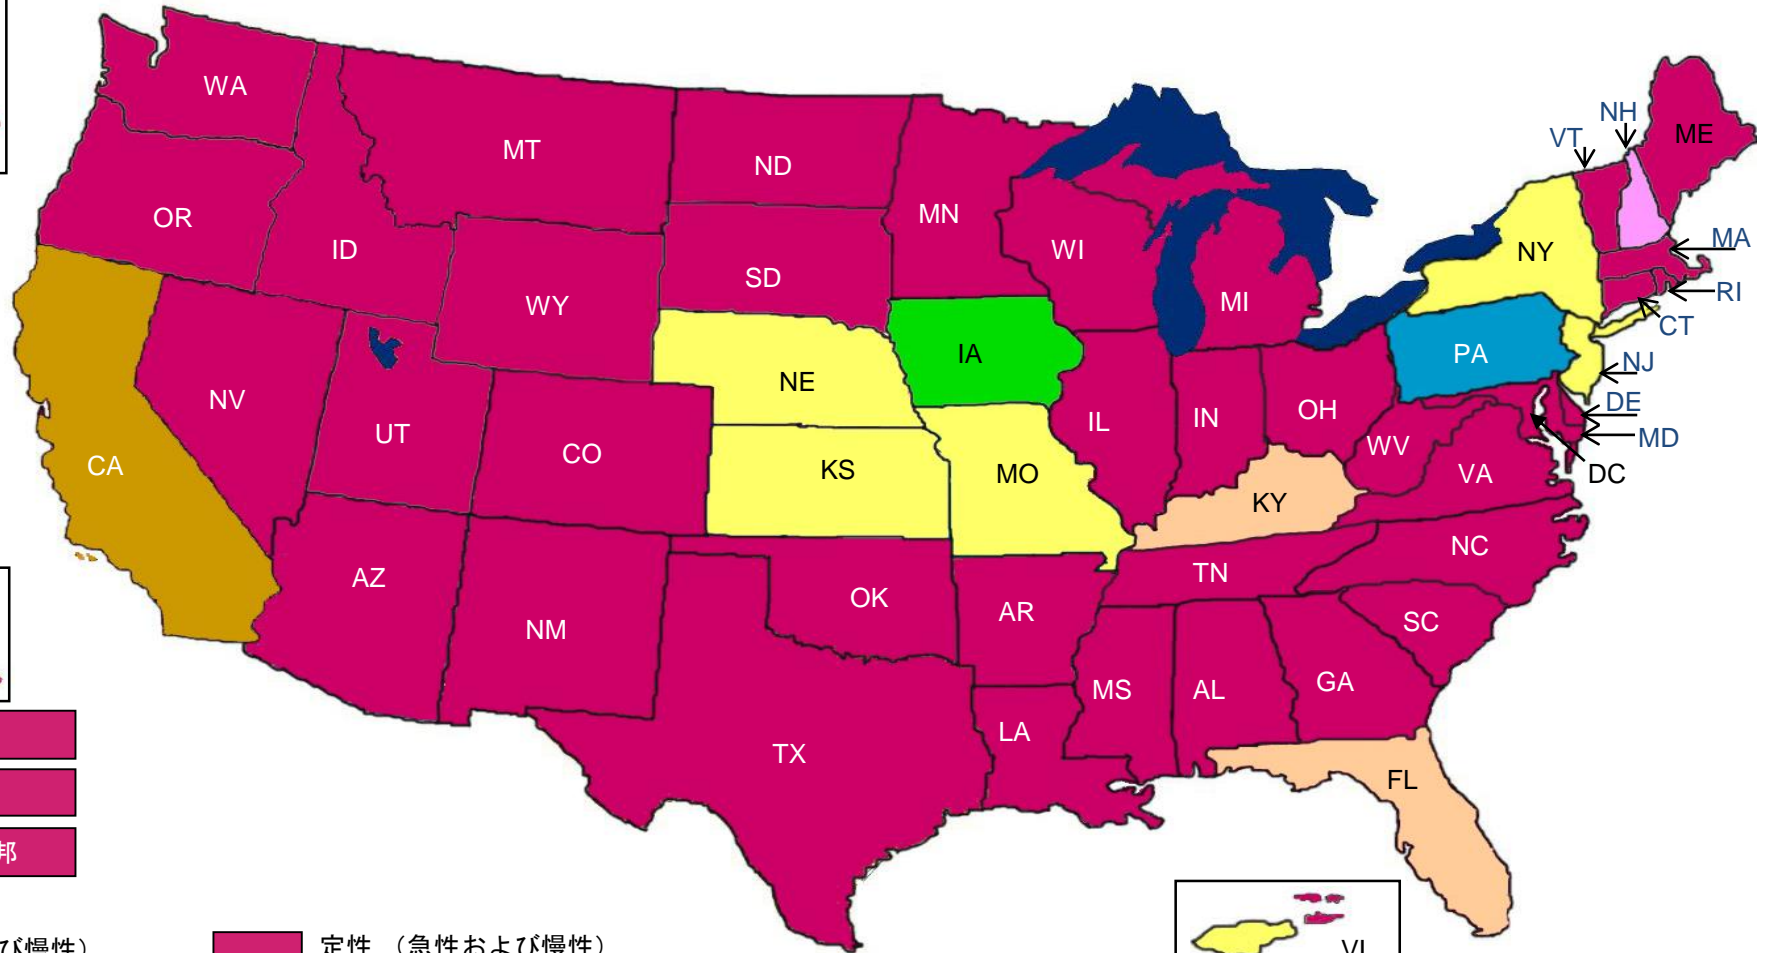 WA
MT
ND
MN
OR
ID
WY
SD
WI
MI
VT
NH
ME
NY
MA
RI
CT
NJ
DE
MD
DC
PA
IA
NE
NV
UT
CO
KS
MO
IL
IN
OH
WV
VA
KY
CA
AZ
NM
OK
AR
TN
NC
SC
MS
AL
GA
LA
TX
FL
VI
邦
び慢性）
定性 （急性および慢性）